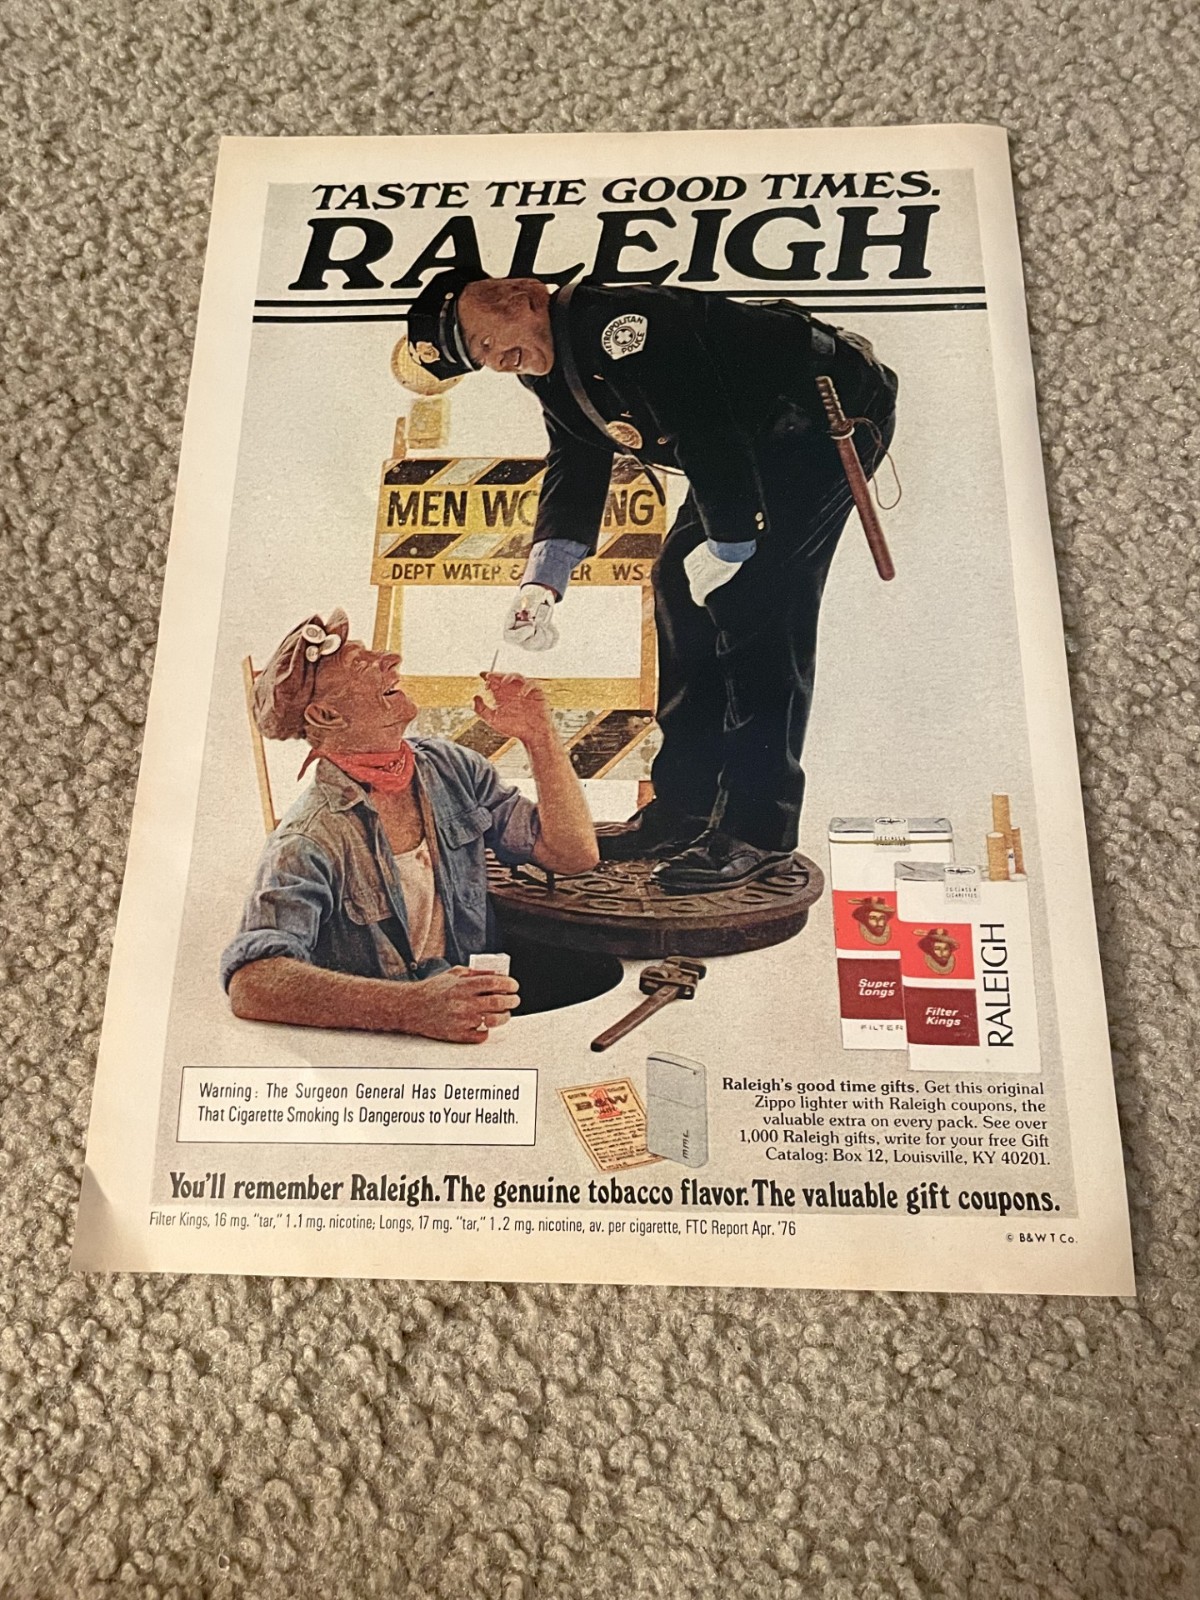 TASTE THE GOOD TIMES.
RALEIGH
METROPOLITAN
POLICE
MEN WO NG
DEPT WATER & ER WS
Super
Longs
FILTER
Filter
Kings
RALEIGH
Warning: The Surgeon General Has Determined
That Cigarette Smoking Is Dangerous to Your Health.
B&W
Raleigh's good time gifts. Get this original
Zippo lighter with Raleigh coupons, the
valuable extra on every pack. See over
1,000 Raleigh gifts, write for your free Gift
Catalog: Box 12, Louisville, KY 40201.
You'll remember Raleigh. The genuine tobacco flavor. The valuable gift coupons.
Filter Kings, 16 mg. "tar," 1.1 mg. nicotine; Longs, 17 mg. "tar," 1.2 mg. nicotine, av. per cigarette, FTC Report Apr. '76
© B&W T Co.